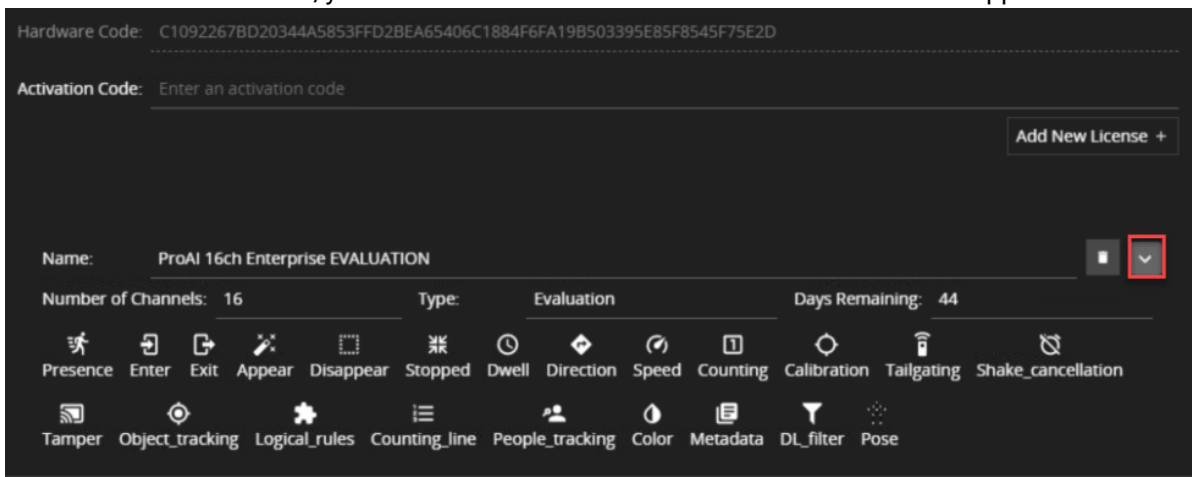 Hardware Code: C1092267BD20344A5853FFD2BEA65406C1884F6FA19B503395E85F8545F75E2D
Activation Code: Enter an activation code
Add New License +
Name: ProAI 16ch Enterprise EVALUATION
Number of Channels: 16 Type: Evaluation Days Remaining: 44
Presence Enter Exit Appear Disappear Stopped Dwell Direction Speed Counting Calibration Tailgating Shake_cancellation
Tamper Object_tracking Logical_rules Counting_line People_tracking Color Metadata DL_filter Pose